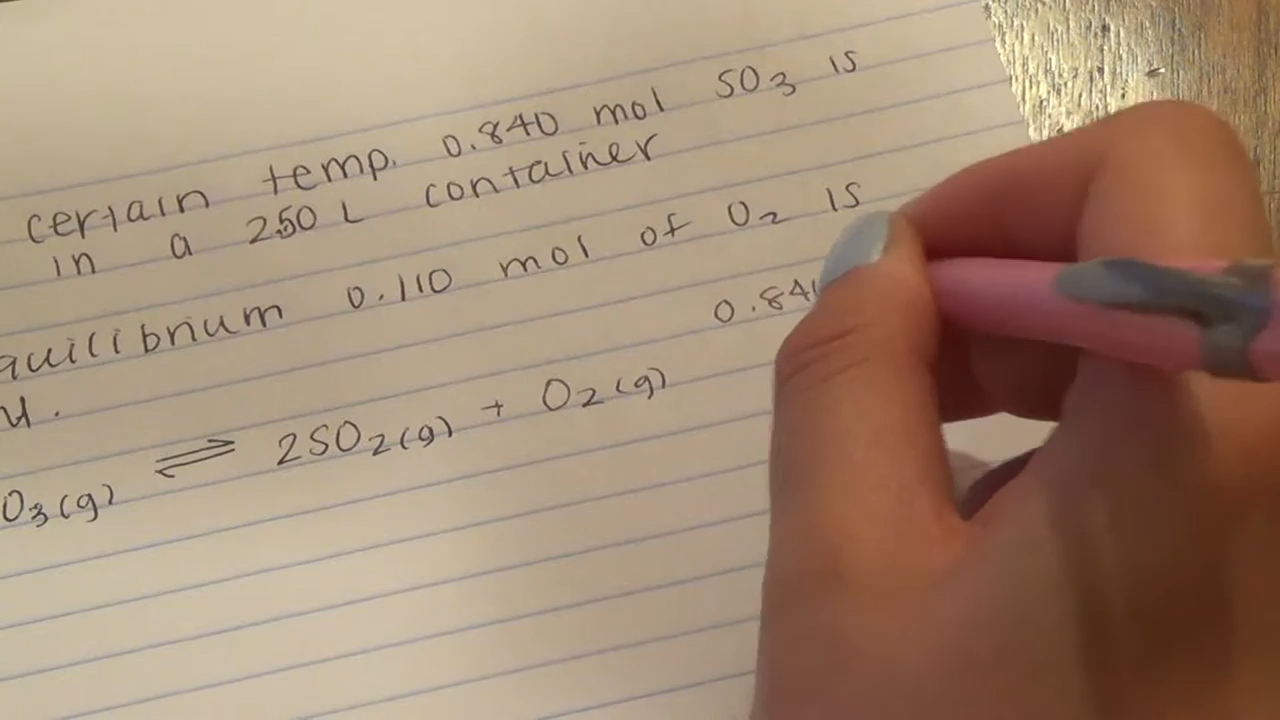 certain temp. 0.840 mol SO3 is
in a 2.50 L container
quilibrium 0.110 mol of O2 is
0.84
O3(g) ⇌ 2SO2(g) + O2(g)